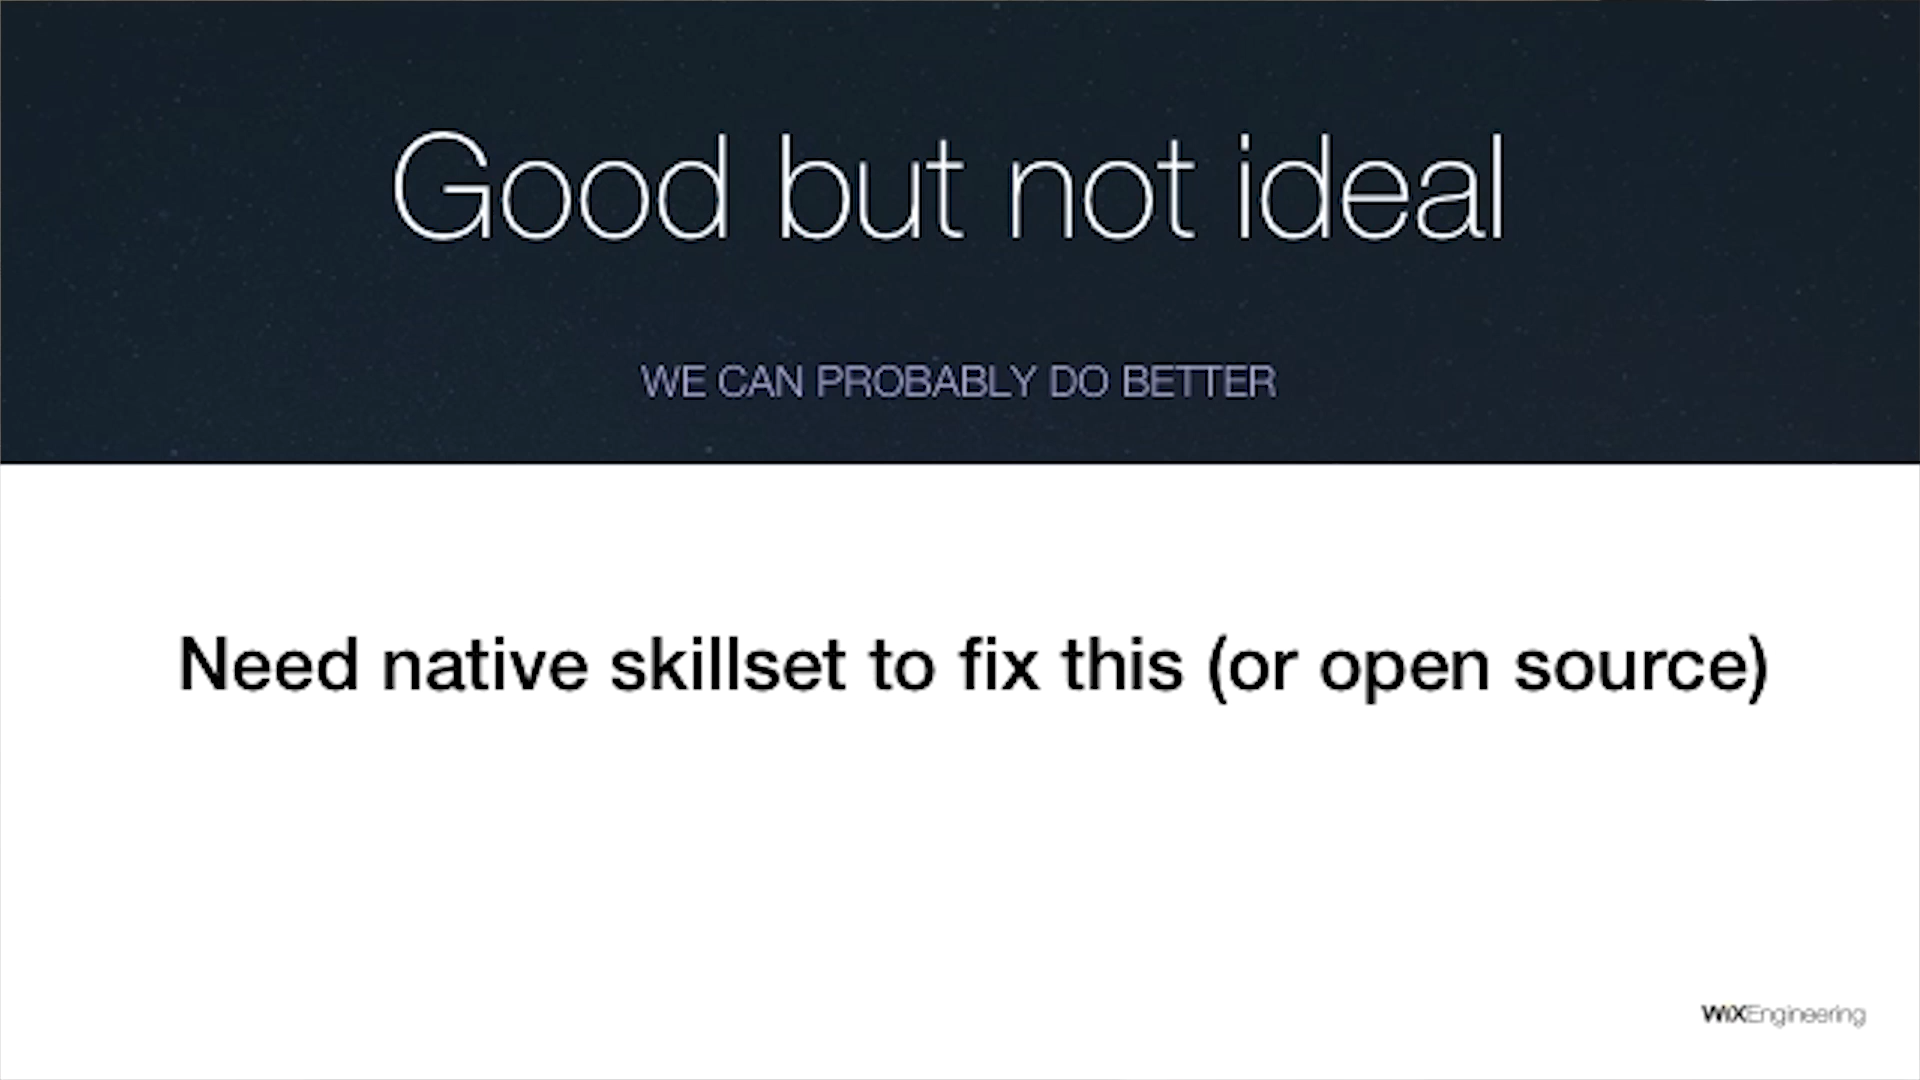 Good but not ideal
WE CAN PROBABLY DO BETTER
Need native skillset to fix this (or open source)
WiXEngineering